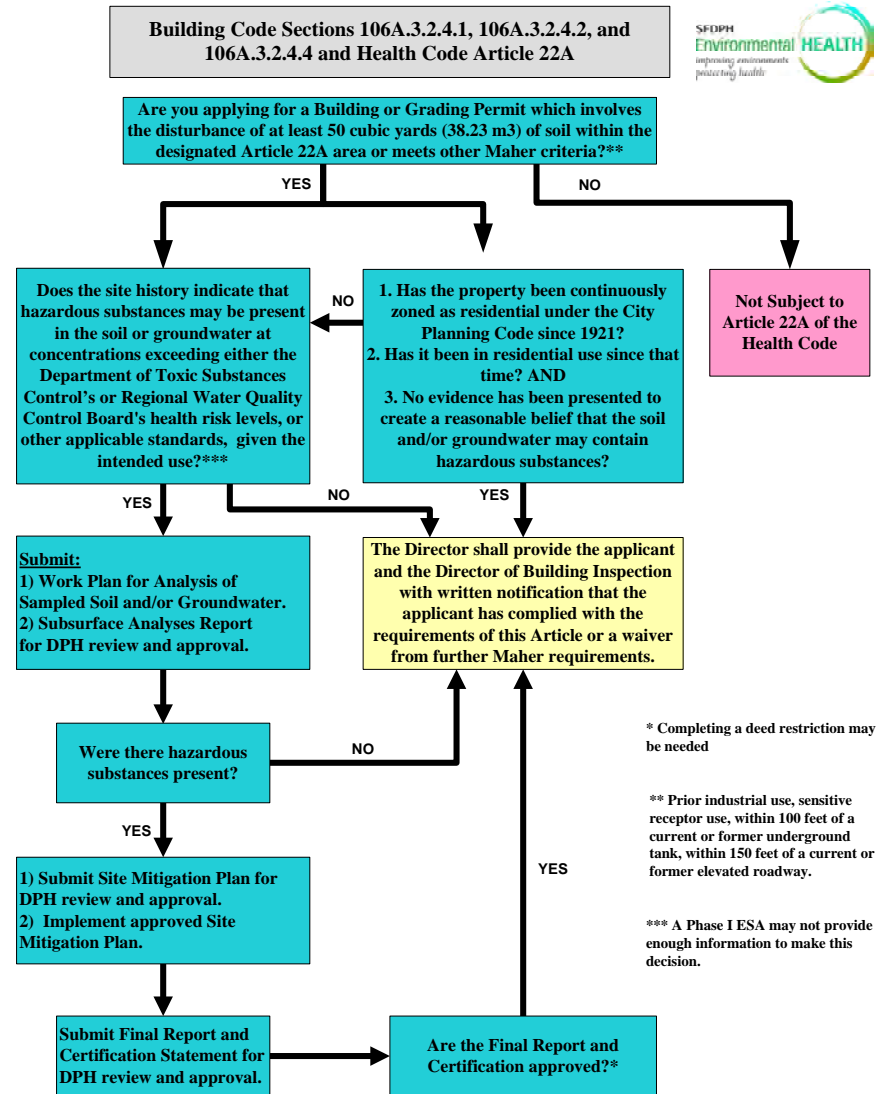 Building Code Sections 106A.3.2.4.1, 106A.3.2.4.2, and
106A.3.2.4.4 and Health Code Article 22A
SFDPH
Environmental HEALTH
improving environments
protecting health
Are you applying for a Building or Grading Permit which involves
the disturbance of at least 50 cubic yards (38.23 m3) of soil within the
designated Article 22A area or meets other Maher criteria?**
YES
NO
Does the site history indicate that
hazardous substances may be present
in the soil or groundwater at
concentrations exceeding either the
Department of Toxic Substances
Control's or Regional Water Quality
Control Board's health risk levels, or
other applicable standards, given the
intended use?***
NO
1. Has the property been continuously
zoned as residential under the City
Planning Code since 1921?
2. Has it been in residential use since that
time? AND
3. No evidence has been presented to
create a reasonable belief that the soil
and/or groundwater may contain
hazardous substances?
Not Subject to
Article 22A of the
Health Code
YES
NO
YES
Submit:
1) Work Plan for Analysis of
Sampled Soil and/or Groundwater.
2) Subsurface Analyses Report
for DPH review and approval.
The Director shall provide the applicant
and the Director of Building Inspection
with written notification that the
applicant has complied with the
requirements of this Article or a waiver
from further Maher requirements.
Were there hazardous
substances present?
NO
YES
1) Submit Site Mitigation Plan for
DPH review and approval.
2) Implement approved Site
Mitigation Plan.
YES
Submit Final Report and
Certification Statement for
DPH review and approval.
Are the Final Report and
Certification approved?*
* Completing a deed restriction may
be needed
** Prior industrial use, sensitive
receptor use, within 100 feet of a
current or former underground
tank, within 150 feet of a current or
former elevated roadway.
*** A Phase I ESA may not provide
enough information to make this
decision.